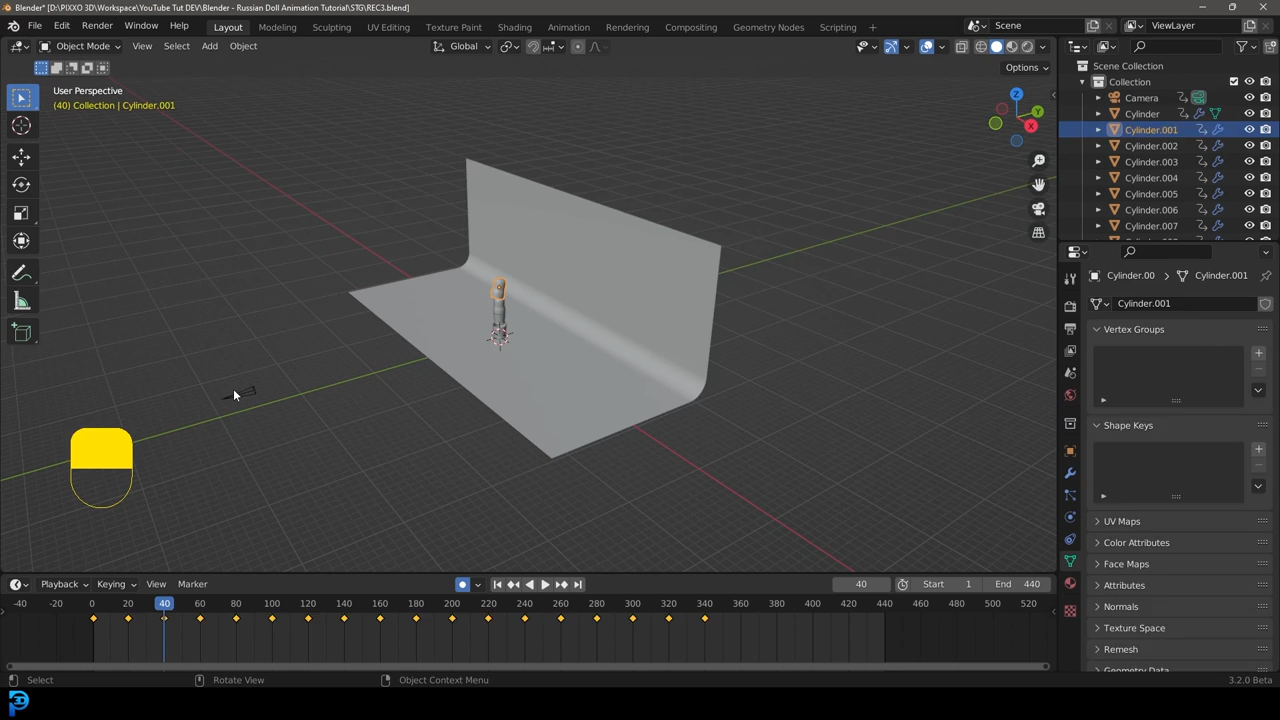 Blender* [D:\PIXXO 3D\Workspace\YouTube Tut DEV\Blender - Russian Doll Animation Tutorial\STG\REC3.blend]
File Edit Render Window Help Layout Modeling Sculpting UV Editing Texture Paint Shading Animation Rendering Compositing Geometry Nodes Scripting Scene ViewLayer
Object Mode View Select Add Object Global
Options
User Perspective
(40) Collection | Cylinder.001
Z
Y
X
Scene Collection
Collection
Camera
Cylinder
Cylinder.001
Cylinder.002
Cylinder.003
Cylinder.004
Cylinder.005
Cylinder.006
Cylinder.007
Cylinder.00 Cylinder.001
Cylinder.001
Vertex Groups
Shape Keys
UV Maps
Color Attributes
Face Maps
Attributes
Normals
Texture Space
Remesh
Geometry Data
Playback Keying View Marker 40 Start 1 End 440
-40 -20 0 20 40 60 80 100 120 140 160 180 200 220 240 260 280 300 320 340 360 380 400 420 440 460 480 500 520
Select Rotate View Object Context Menu 3.2.0 Beta